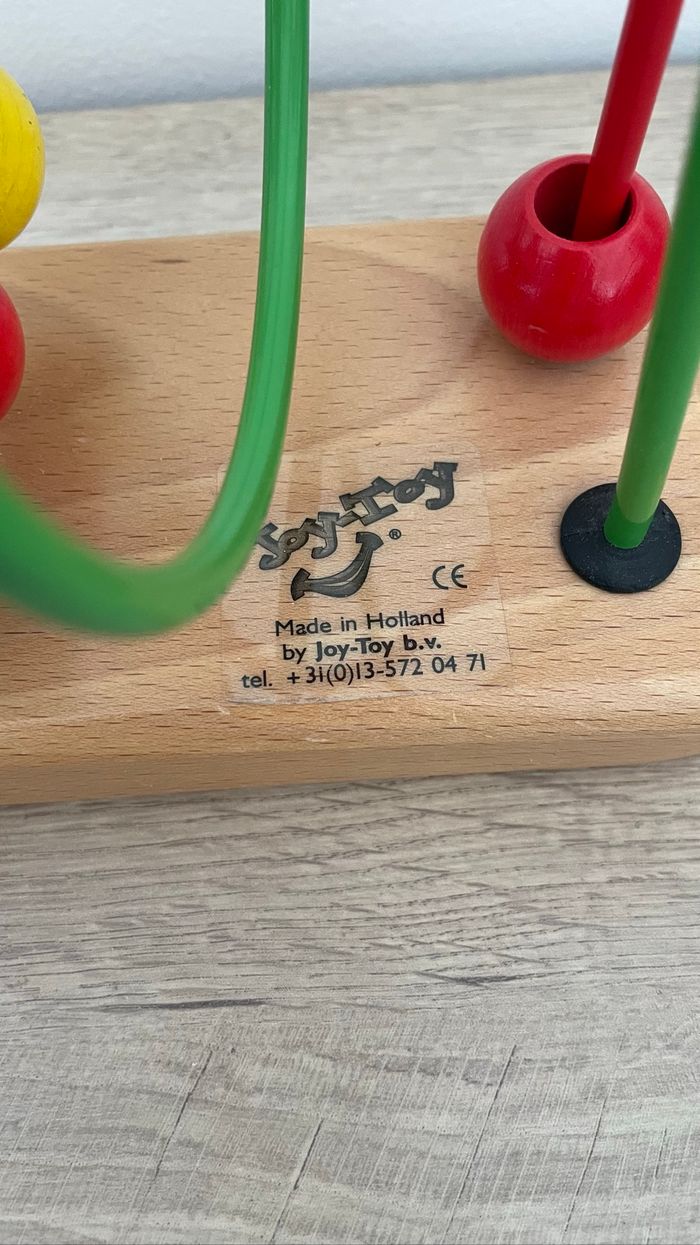 Joy-Toy
®
CE
Made in Holland
by Joy-Toy b.v.
tel. +31(0)13-572 04 71